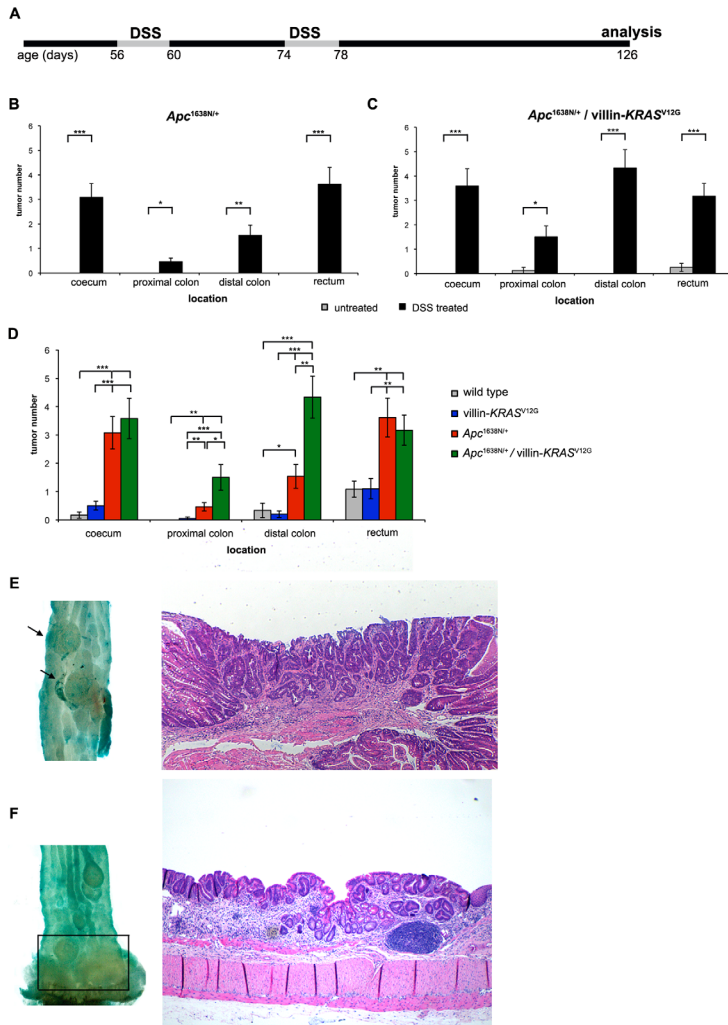 A
DSS DSS analysis
age (days) 56 60 74 78 126
B
Apc1638N/+
***
*
**
***
tumor number
6
5
4
3
2
1
0
coecum proximal colon distal colon rectum
location
C
Apc1638N/+ / villin-KRASV12G
***
*
***
***
tumor number
6
5
4
3
2
1
0
coecum proximal colon distal colon rectum
location
untreated DSS treated
D
tumor number
6
5
4
3
2
1
0
***
***
**
***
** *
***
***
**
*
**
**
coecum proximal colon distal colon rectum
location
wild type
villin-KRASV12G
Apc1638N/+
Apc1638N/+ / villin-KRASV12G
E
F